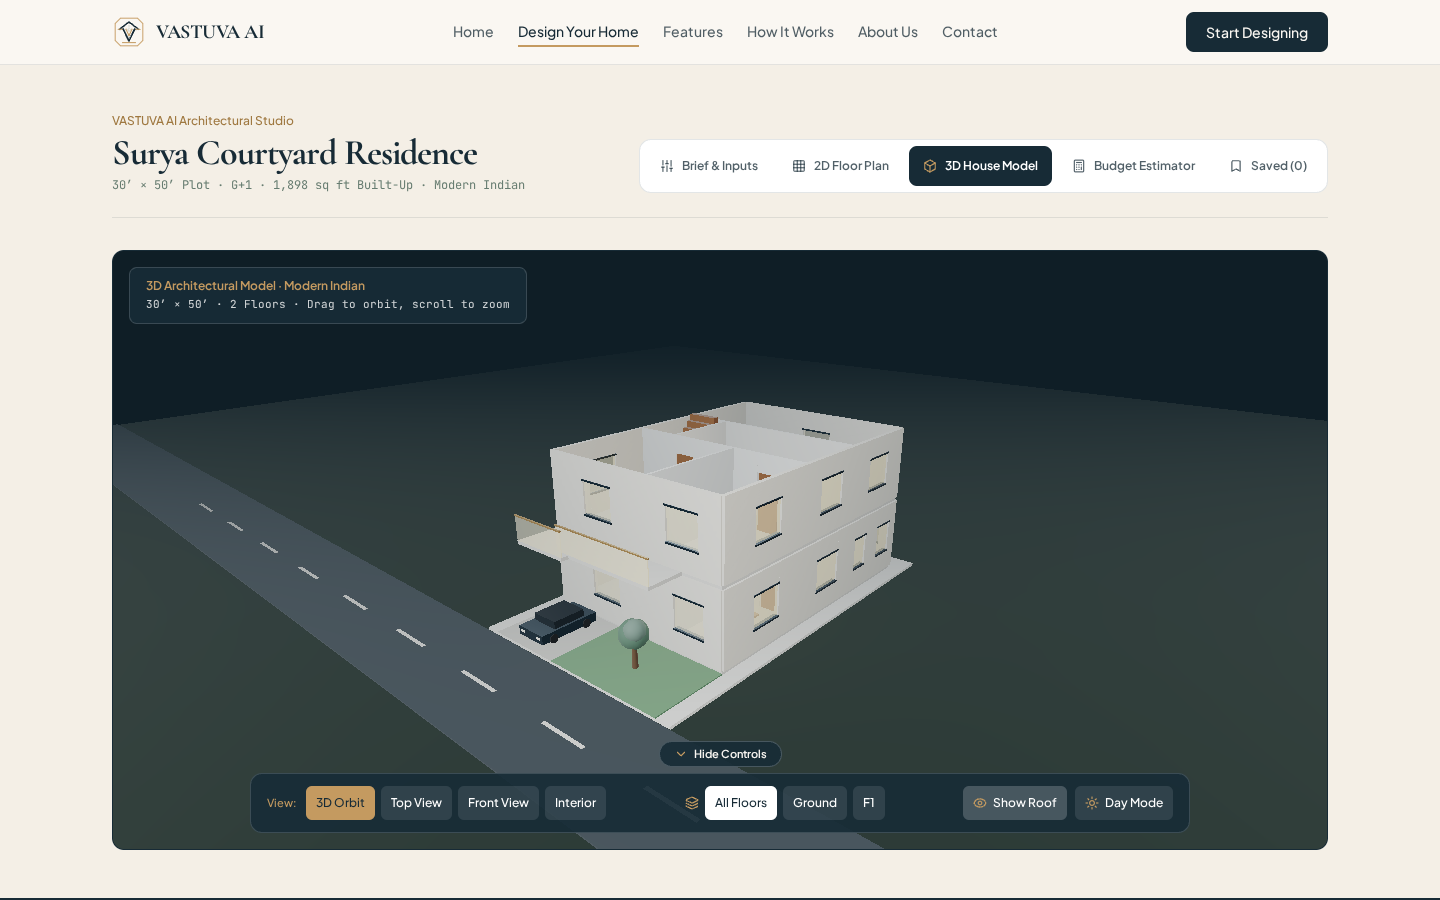 VASTUVA AI
Home
Design Your Home
Features
How It Works
About Us
Contact
Start Designing
VASTUVA AI Architectural Studio
Surya Courtyard Residence
30′ × 50′ Plot · G+1 · 1,898 sq ft Built-Up · Modern Indian
Brief & Inputs
2D Floor Plan
3D House Model
Budget Estimator
Saved (0)
3D Architectural Model · Modern Indian
30′ × 50′ · 2 Floors · Drag to orbit, scroll to zoom
Hide Controls
View:
3D Orbit
Top View
Front View
Interior
All Floors
Ground
F1
Show Roof
Day Mode